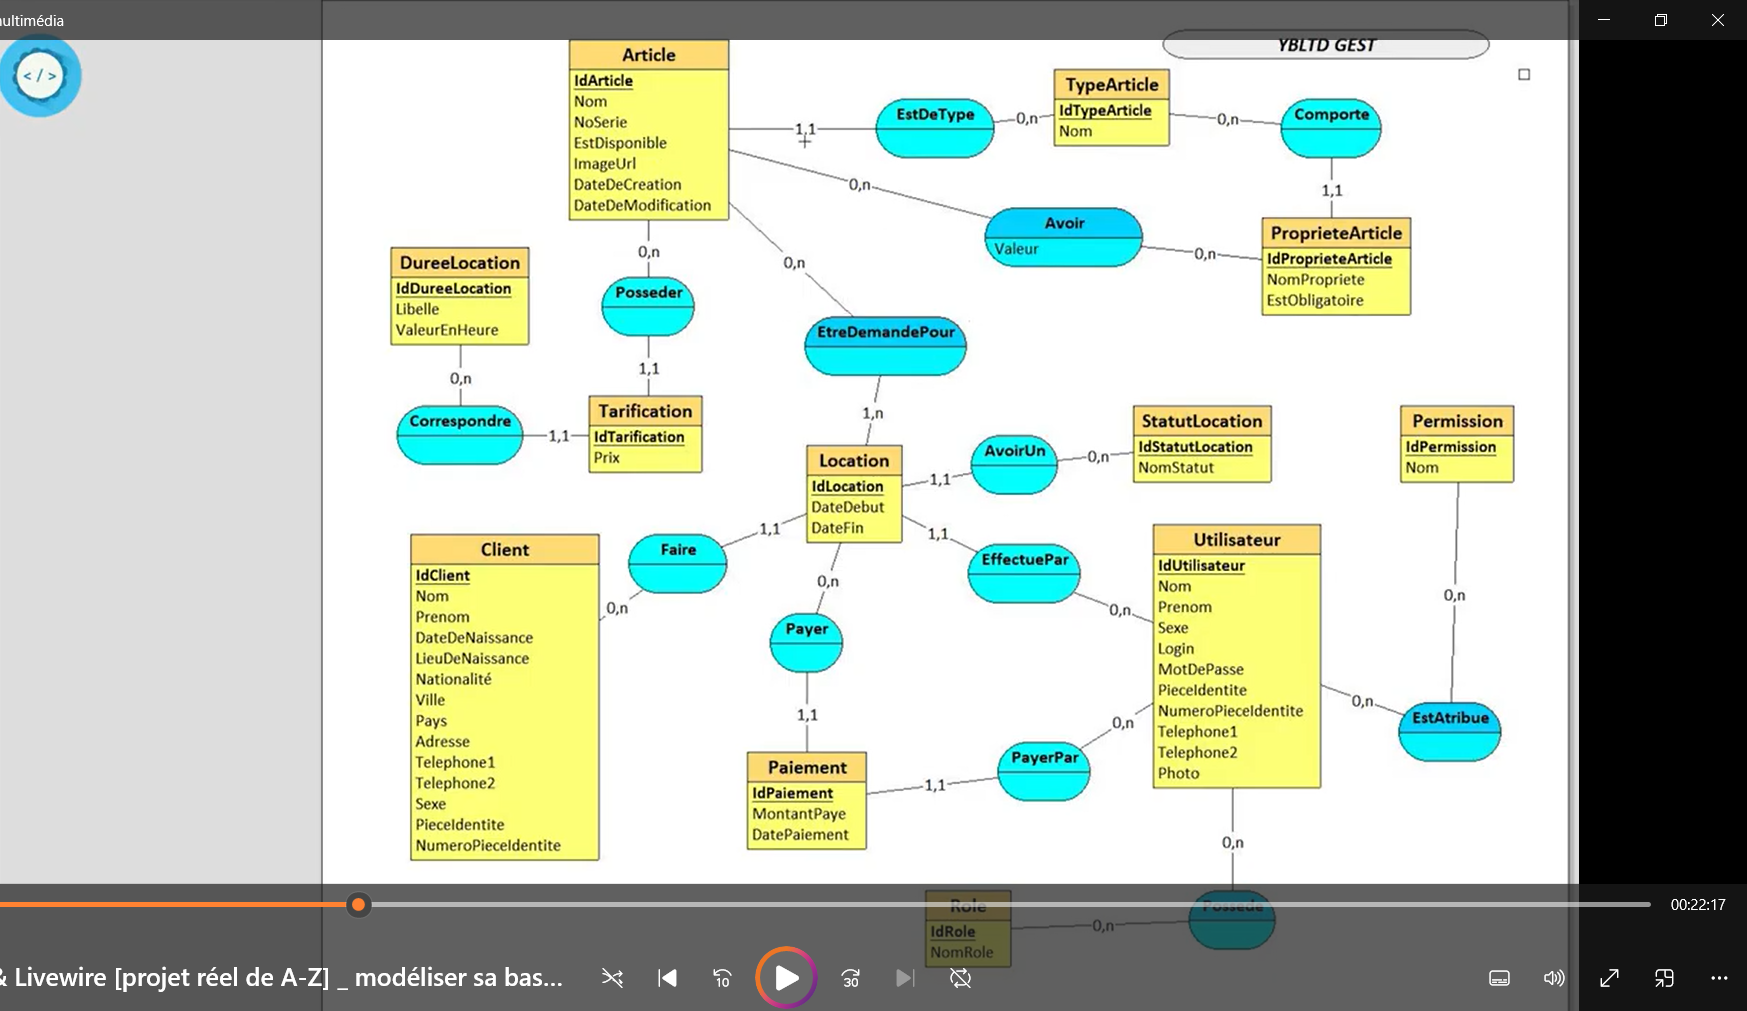 ultimédia
</>
YBLTD GEST
Article
IdArticle
Nom
NoSerie
EstDisponible
ImageUrl
DateDeCreation
DateDeModification
1,1
EstDeType
0,n
TypeArticle
IdTypeArticle
Nom
0,n
Comporte
1,1
ProprieteArticle
IdProprieteArticle
NomPropriete
EstObligatoire
0,n
Avoir
Valeur
0,n
0,n
EtreDemandePour
1,n
0,n
Posseder
1,1
DureeLocation
IdDureeLocation
Libelle
ValeurEnHeure
0,n
Correspondre
1,1
Tarification
IdTarification
Prix
Location
IdLocation
DateDebut
DateFin
1,1
AvoirUn
0,n
StatutLocation
IdStatutLocation
NomStatut
Permission
IdPermission
Nom
0,n
1,1
EffectuePar
0,n
Utilisateur
IdUtilisateur
Nom
Prenom
Sexe
Login
MotDePasse
PieceIdentite
NumeroPieceIdentite
Telephone1
Telephone2
Photo
0,n
EstAtribue
1,1
Faire
0,n
Client
IdClient
Nom
Prenom
DateDeNaissance
LieuDeNaissance
Nationalité
Ville
Pays
Adresse
Telephone1
Telephone2
Sexe
PieceIdentite
NumeroPieceIdentite
0,n
Payer
1,1
Paiement
IdPaiement
MontantPaye
DatePaiement
1,1
PayerPar
0,n
0,n
Possede
0,n
Role
IdRole
NomRole
00:22:17
& Livewire [projet réel de A-Z] _ modéliser sa bas...
10
30